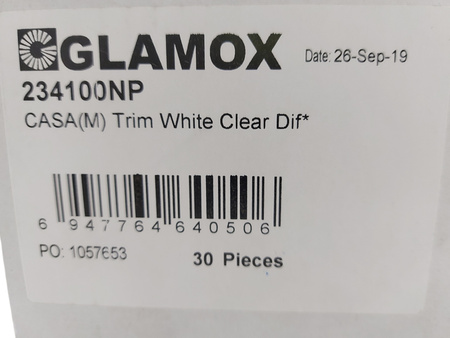 GLAMOX Date: 26-Sep-19
234100NP
CASA(M) Trim White Clear Dif*
6 947764 640506
PO: 1057653 30 Pieces